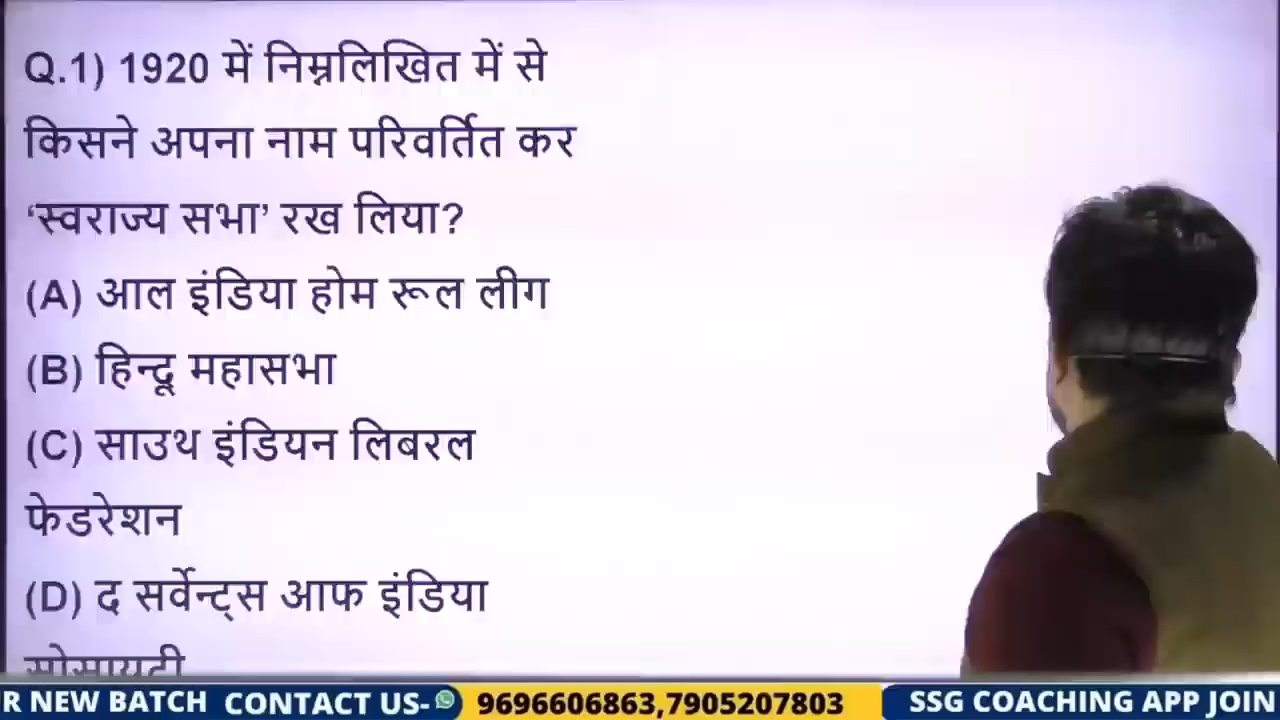 Q.1) 1920 में निम्नलिखित में से
किसने अपना नाम परिवर्तित कर
‘स्वराज्य सभा’ रख लिया?
(A) आल इंडिया होम रूल लीग
(B) हिन्दू महासभा
(C) साउथ इंडियन लिबरल
फेडरेशन
(D) द सर्वेन्ट्स आफ इंडिया
सोसायटी
R NEW BATCH CONTACT US- 9696606863,7905207803 SSG COACHING APP JOIN